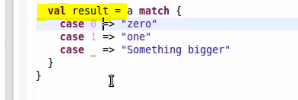 val result = a match {
case 0 => "zero"
case 1 => "one"
case _ => "Something bigger"
}
}